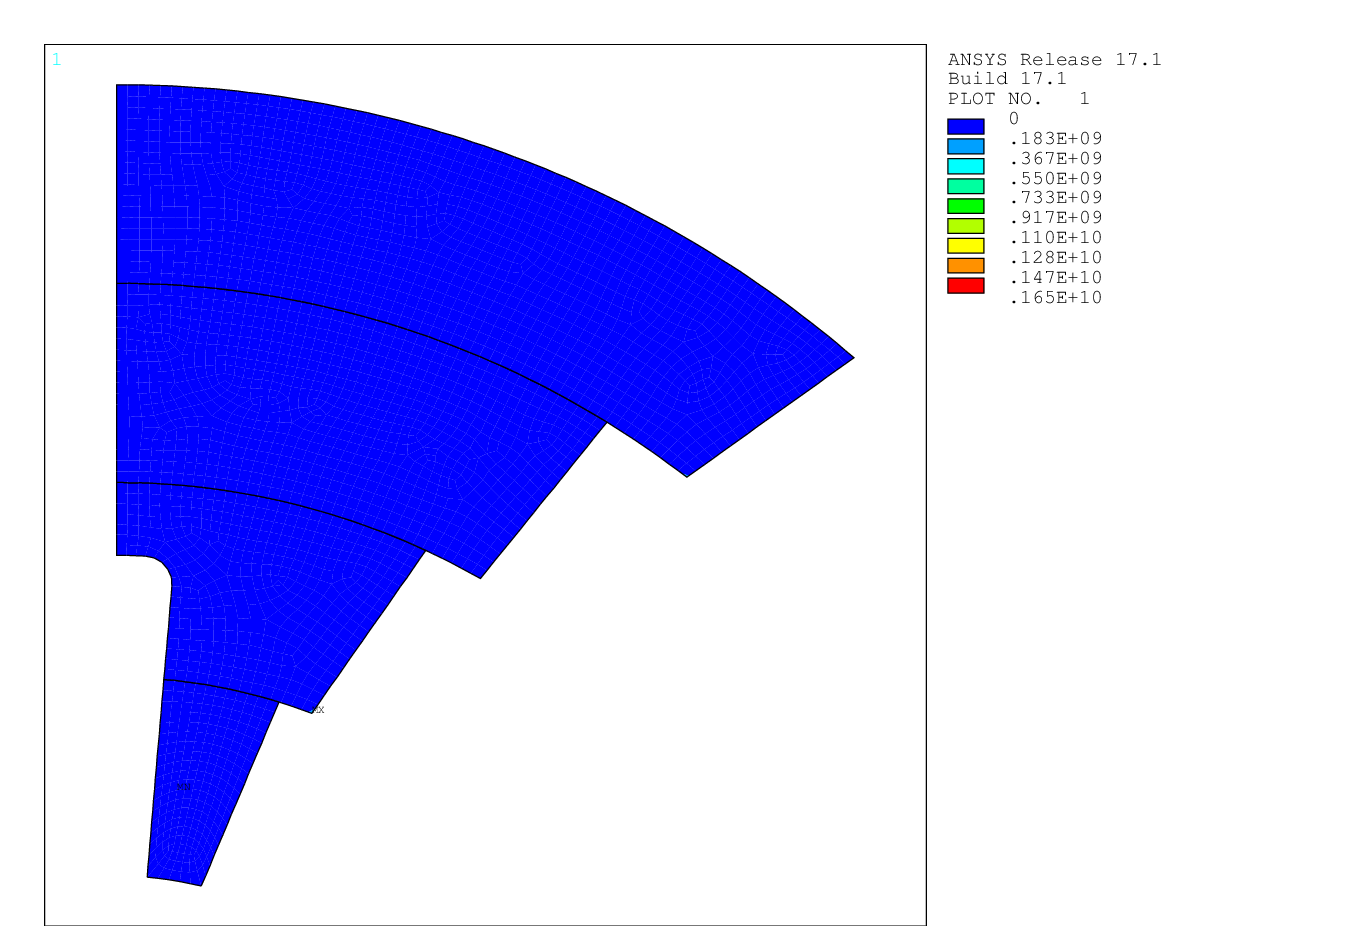 1
ANSYS Release 17.1
Build 17.1
PLOT NO. 1
0
.183E+09
.367E+09
.550E+09
.733E+09
.917E+09
.110E+10
.128E+10
.147E+10
.165E+10